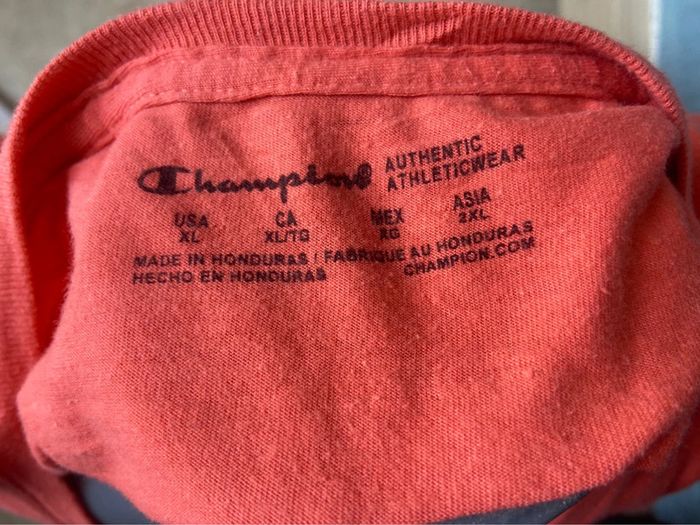 Champion AUTHENTIC ATHLETICWEAR
USA CA MEX ASIA
XL XL/TG XG 2XL
MADE IN HONDURAS / FABRIQUE AU HONDURAS
HECHO EN HONDURAS CHAMPION.COM